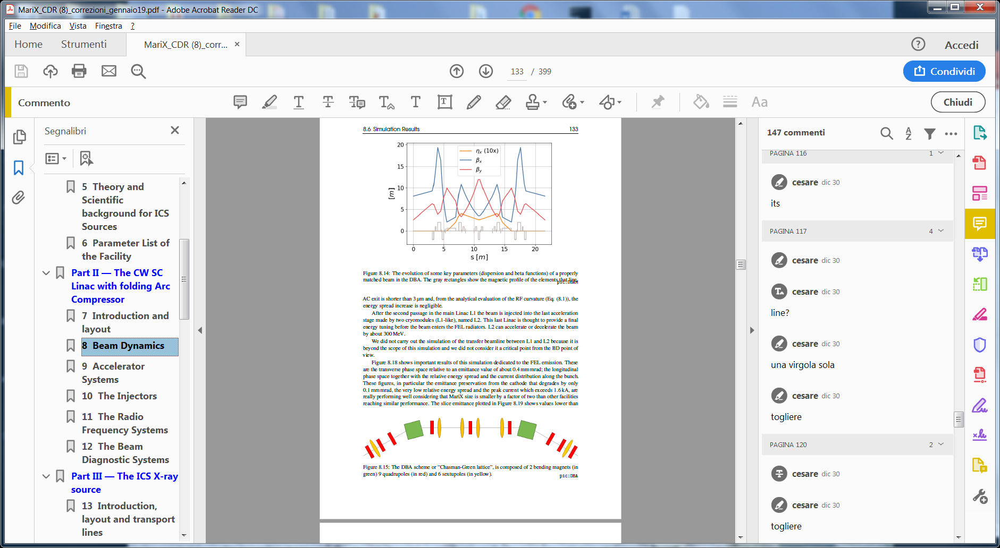 MariX_CDR (8)_correzioni_gennaio19.pdf - Adobe Acrobat Reader DC
File Modifica Vista Finestra ?
Home Strumenti MariX_CDR (8)_corr... × ? Accedi
133 / 399 Condividi
Commento Aa Chiudi
Segnalibri
5 Theory and
Scientific
background for ICS
Sources
6 Parameter List of
the Facility
Part II — The CW SC
Linac with folding Arc
Compressor
7 Introduction and
layout
8 Beam Dynamics
9 Accelerator
Systems
10 The Injectors
11 The Radio
Frequency Systems
12 The Beam
Diagnostic Systems
Part III — The ICS X-ray
source
13 Introduction,
layout and transport
lines
8.6 Simulation Results 133
ηx (10x)
βx
βy
20
15
10
5
0
[m]
0 5 10 15 20
s [m]
Figure 8.14: The evolution of some key parameters (dispersion and beta functions) of a properly
matched beam in the DBA. The gray rectangles show the magnetic profile of the elements that line.
pic:DBAM
AC exit is shorter than 3 μm and, from the analytical evaluation of the RF curvature (Eq. (8.1)), the
energy spread increase is negligible.
After the second passage in the main Linac L1 the beam is injected into the last acceleration
stage made by two cryomodules (L1-like), named L2. This last Linac is thought to provide a final
energy tuning before the beam enters the FEL radiators. L2 can accelerate or decelerate the beam
by about 300 MeV.
We did not carry out the simulation of the transfer beamline between L1 and L2 because it is
beyond the scope of this simulation and we did not consider it a critical point from the BD point of
view.
Figure 8.18 shows important results of this simulation dedicated to the FEL emission. These
are the transverse phase space relative to an emittance value of about 0.4 mm mrad; the longitudinal
phase space together with the relative energy spread and the current distribution along the bunch.
These figures, in particular the emittance preservation from the cathode that degrades by only
0.1 mm mrad, the very low relative energy spread and the peak current which exceeds 1.6 kA, are
really performing well considering that MariX size is smaller by a factor of two than other facilities
reaching similar performance. The slice emittance plotted in Figure 8.19 shows values lower than
Figure 8.15: The DBA scheme or “Chasman-Green lattice”, is composed of 2 bending magnets (in
green) 9 quadrupoles (in red) and 6 sextupoles (in yellow).
pic:DBA
147 commenti
PAGINA 116 1
cesare dic 30
its
PAGINA 117 4
cesare dic 30
cesare dic 30
line?
cesare dic 30
una virgola sola
cesare dic 30
togliere
PAGINA 120 2
cesare dic 30
cesare dic 30
togliere